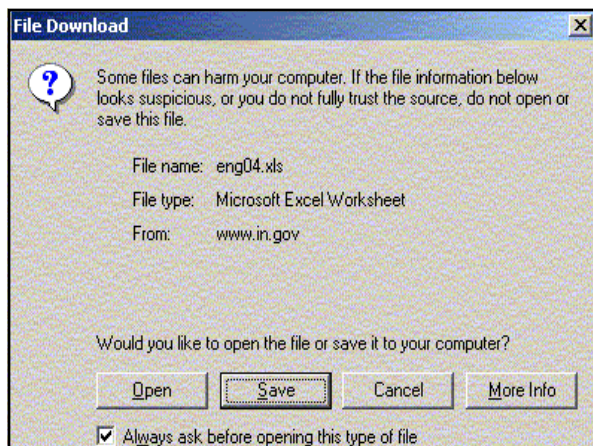 File Download
Some files can harm your computer. If the file information below
looks suspicious, or you do not fully trust the source, do not open or
save this file.
File name: eng04.xls
File type: Microsoft Excel Worksheet
From: www.in.gov
Would you like to open the file or save it to your computer?
Open Save Cancel More Info
Always ask before opening this type of file